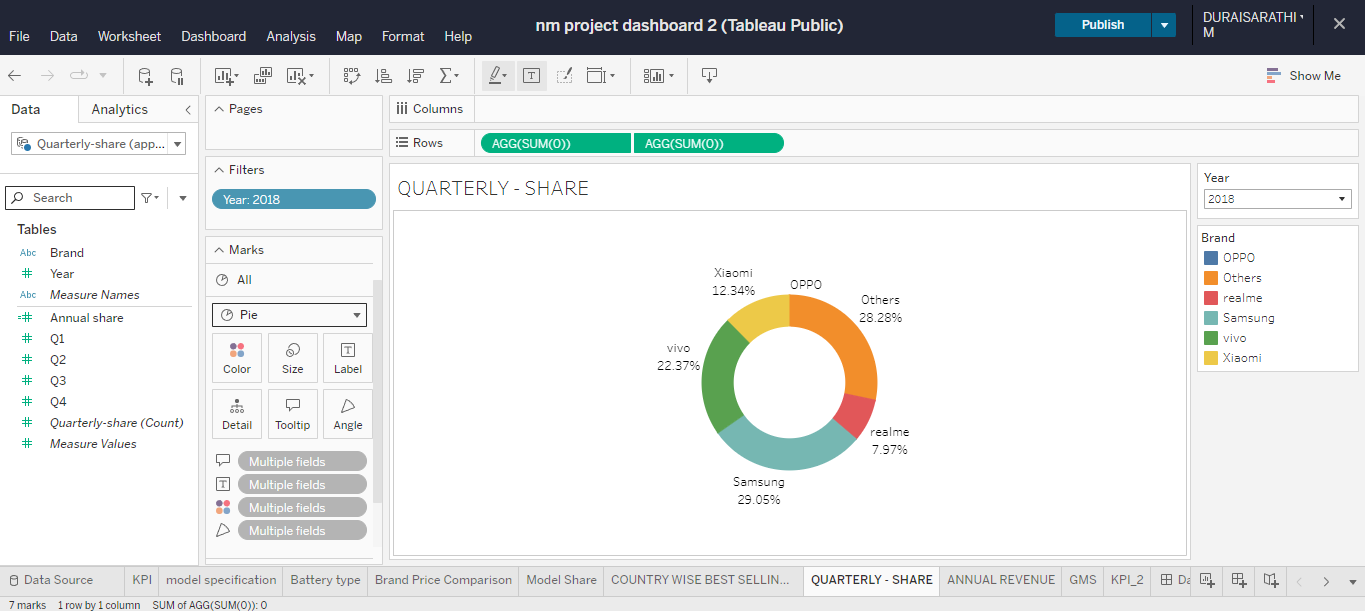 nm project dashboard 2 (Tableau Public)
Publish
DURAISARATHI M
File Data Worksheet Dashboard Analysis Map Format Help
Show Me
Data Analytics
Quarterly-share (app...
Search
Tables
Abc Brand
Year
Abc Measure Names
Annual share
Q1
Q2
Q3
Q4
Quarterly-share (Count)
Measure Values
Pages
Filters
Year: 2018
Marks
All
Pie
Color Size Label
Detail Tooltip Angle
Multiple fields
Multiple fields
Multiple fields
Multiple fields
Columns
Rows AGG(SUM(0)) AGG(SUM(0))
QUARTERLY - SHARE
Xiaomi
12.34%
OPPO
Others
28.28%
vivo
22.37%
realme
7.97%
Samsung
29.05%
Year
2018
Brand
OPPO
Others
realme
Samsung
vivo
Xiaomi
Data Source KPI model specification Battery type Brand Price Comparison Model Share COUNTRY WISE BEST SELLIN... QUARTERLY - SHARE ANNUAL REVENUE GMS KPI_2 Da
7 marks 1 row by 1 column SUM of AGG(SUM(0)): 0